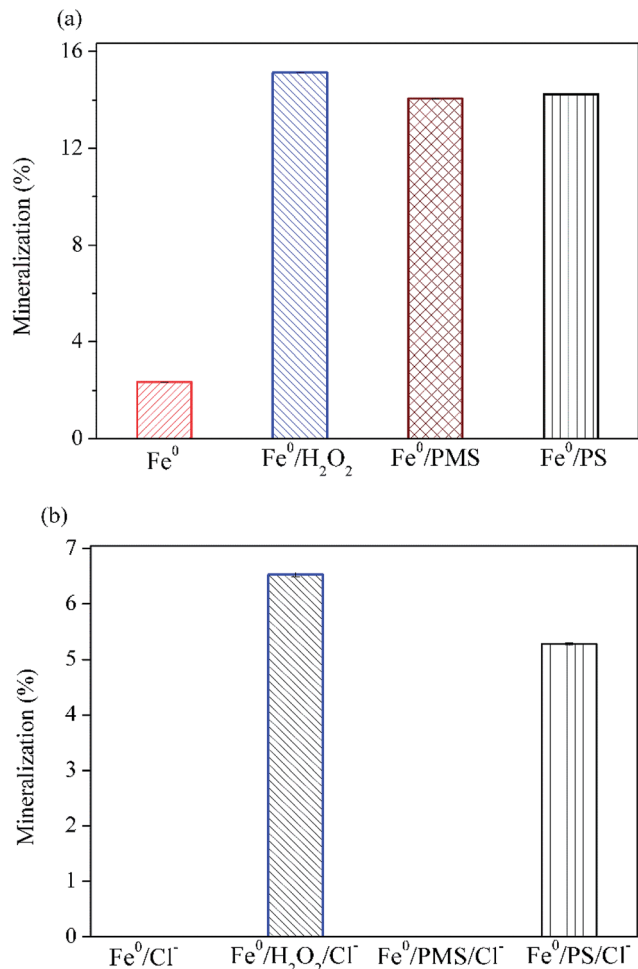 (a)
Mineralization (%)
16
12
8
4
0
Fe⁰
Fe⁰/H₂O₂
Fe⁰/PMS
Fe⁰/PS
(b)
Mineralization (%)
7
6
5
4
3
2
1
0
Fe⁰/Cl⁻
Fe⁰/H₂O₂/Cl⁻
Fe⁰/PMS/Cl⁻
Fe⁰/PS/Cl⁻